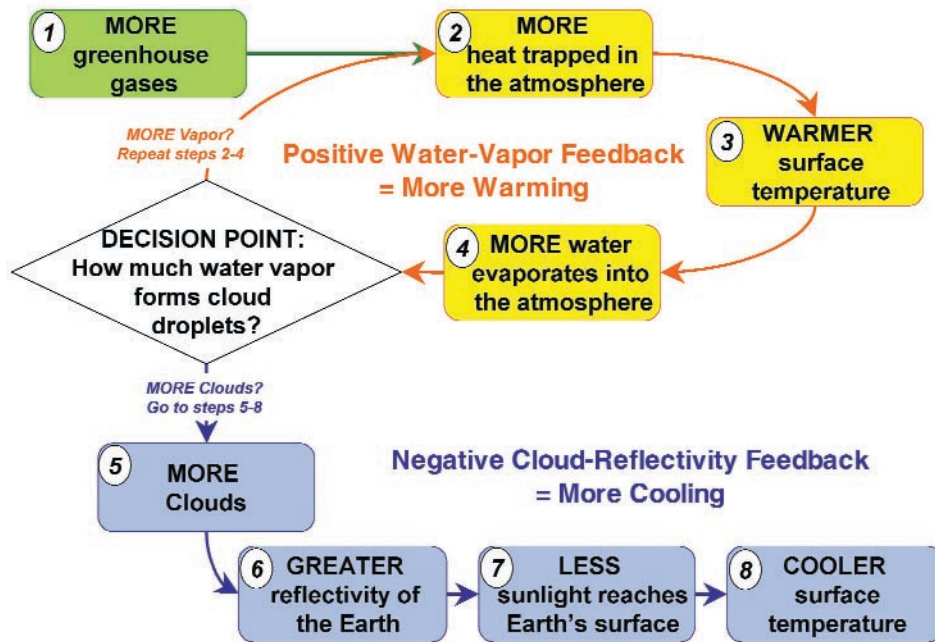 1
MORE
greenhouse
gases
2
MORE
heat trapped in
the atmosphere
MORE Vapor?
Repeat steps 2-4
Positive Water-Vapor Feedback
= More Warming
3
WARMER
surface
temperature
4
MORE water
evaporates into
the atmosphere
DECISION POINT:
How much water vapor
forms cloud
droplets?
MORE Clouds?
Go to steps 5-8
5
MORE
Clouds
Negative Cloud-Reflectivity Feedback
= More Cooling
6
GREATER
reflectivity of
the Earth
7
LESS
sunlight reaches
Earth's surface
8
COOLER
surface
temperature